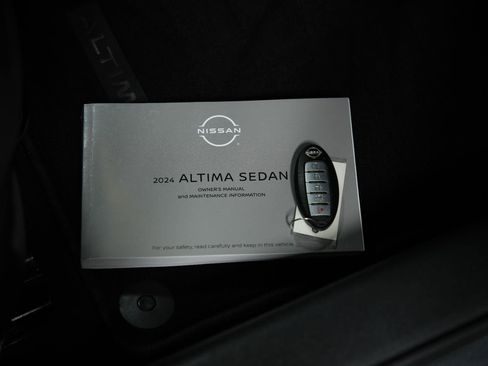 ALTIM
NISSAN
2024 ALTIMA SEDAN
OWNER'S MANUAL
and MAINTENANCE INFORMATION
For your safety, read carefully and keep in this vehicle.